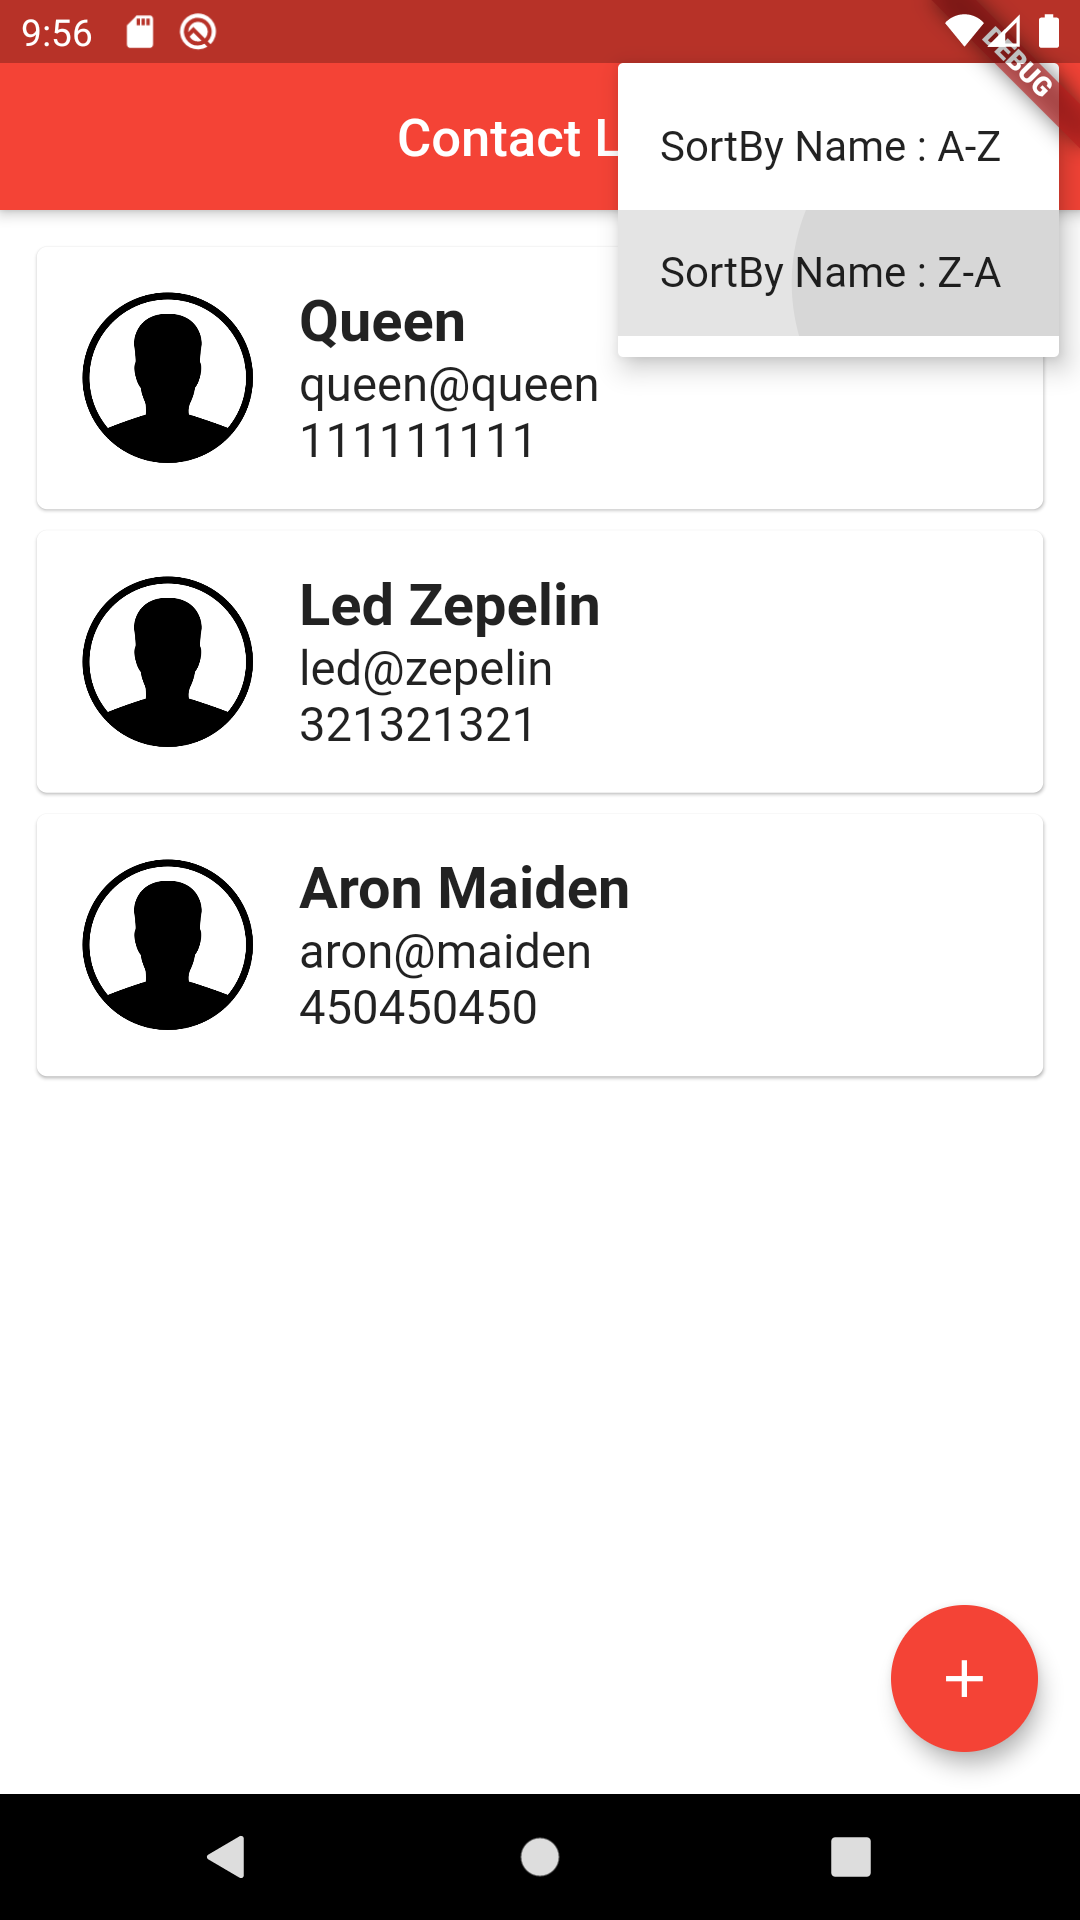 9:56
DEBUG
Contact L
SortBy Name : A-Z
SortBy Name : Z-A
Queen
queen@queen
111111111
Led Zepelin
led@zepelin
321321321
Aron Maiden
aron@maiden
450450450